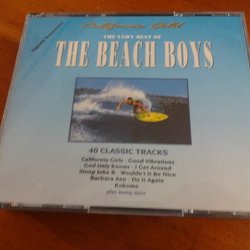 California Gold
THE VERY BEST OF
THE BEACH BOYS
40 CLASSIC TRACKS
California Girls · Good Vibrations
God Only Knows · I Get Around
Sloop John B · Wouldn't It Be Nice
Barbara Ann · Do It Again
Kokomo
plus many more